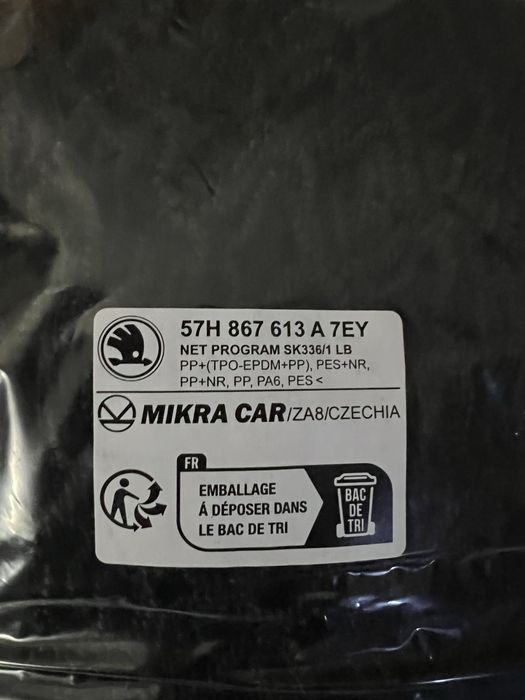 57H 867 613 A 7EY
NET PROGRAM SK336/1 LB
PP+(TPO-EPDM+PP), PES+NR,
PP+NR, PP, PA6, PES<
MIKRA CAR/ZA8/CZECHIA
FR
EMBALLAGE
Á DÉPOSER DANS
LE BAC DE TRI
BAC
DE
TRI